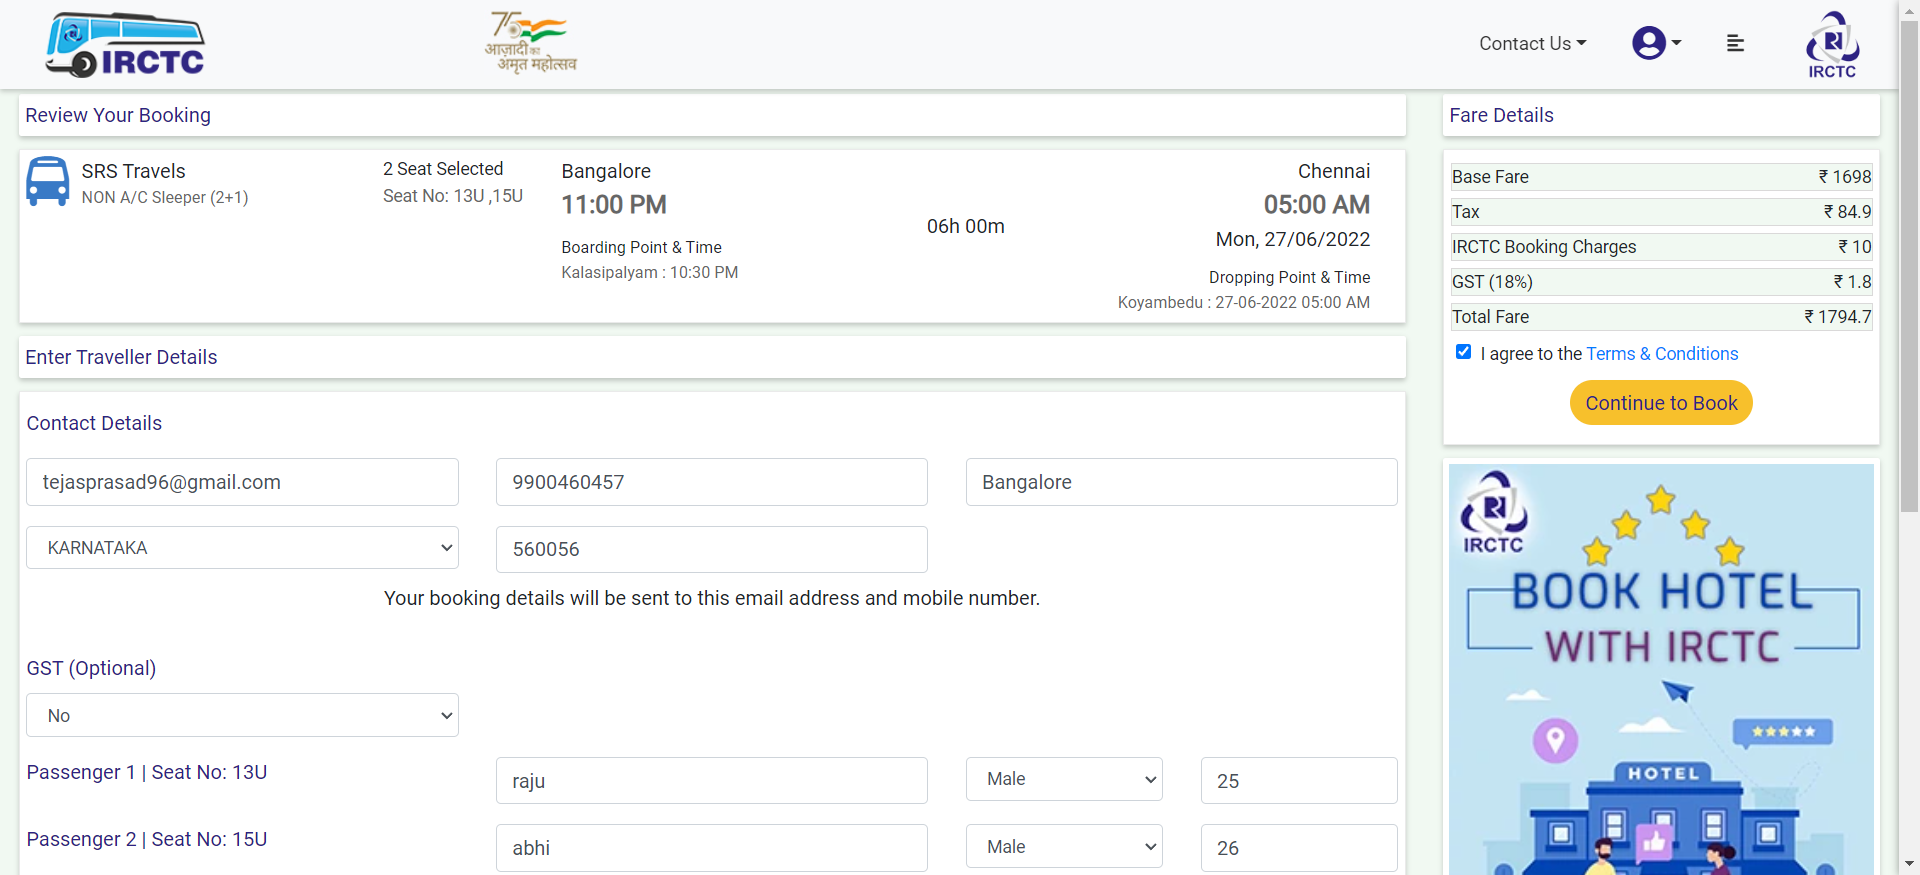 IRCTC
75
आज़ादी का
अमृत महोत्सव
Contact Us
IRCTC
Review Your Booking
SRS Travels
NON A/C Sleeper (2+1)
2 Seat Selected
Seat No: 13U ,15U
Bangalore
11:00 PM
Boarding Point & Time
Kalasipalyam : 10:30 PM
06h 00m
Chennai
05:00 AM
Mon, 27/06/2022
Dropping Point & Time
Koyambedu : 27-06-2022 05:00 AM
Enter Traveller Details
Contact Details
tejasprasad96@gmail.com
9900460457
Bangalore
KARNATAKA
560056
Your booking details will be sent to this email address and mobile number.
GST (Optional)
No
Passenger 1 | Seat No: 13U
raju
Male
25
Passenger 2 | Seat No: 15U
abhi
Male
26
Fare Details
Base Fare ₹ 1698
Tax ₹ 84.9
IRCTC Booking Charges ₹ 10
GST (18%) ₹ 1.8
Total Fare ₹ 1794.7
I agree to the Terms & Conditions
Continue to Book
IRCTC
BOOK HOTEL
WITH IRCTC
HOTEL